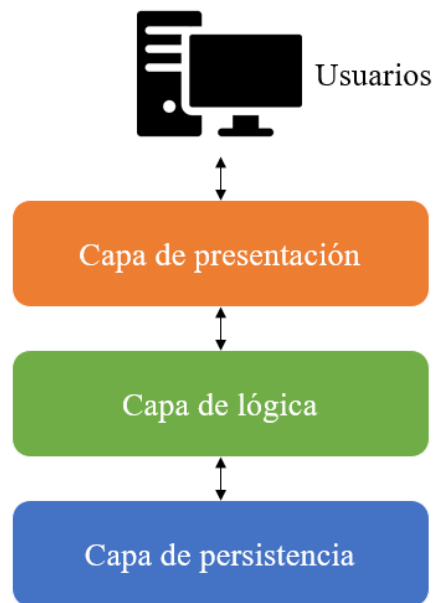 Usuarios
Capa de presentación
Capa de lógica
Capa de persistencia